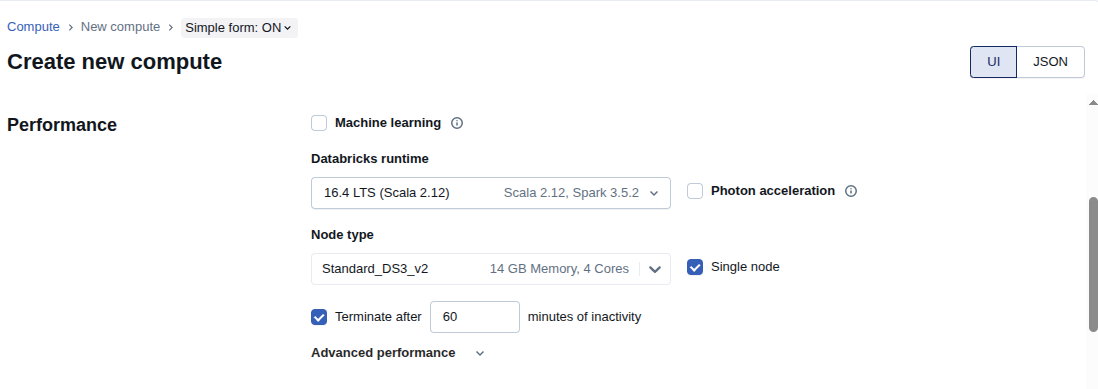 Compute > New compute > Simple form: ON
Create new compute
UI JSON
Performance
Machine learning
Databricks runtime
16.4 LTS (Scala 2.12) Scala 2.12, Spark 3.5.2
Photon acceleration
Node type
Standard_DS3_v2 14 GB Memory, 4 Cores
Single node
Terminate after 60 minutes of inactivity
Advanced performance